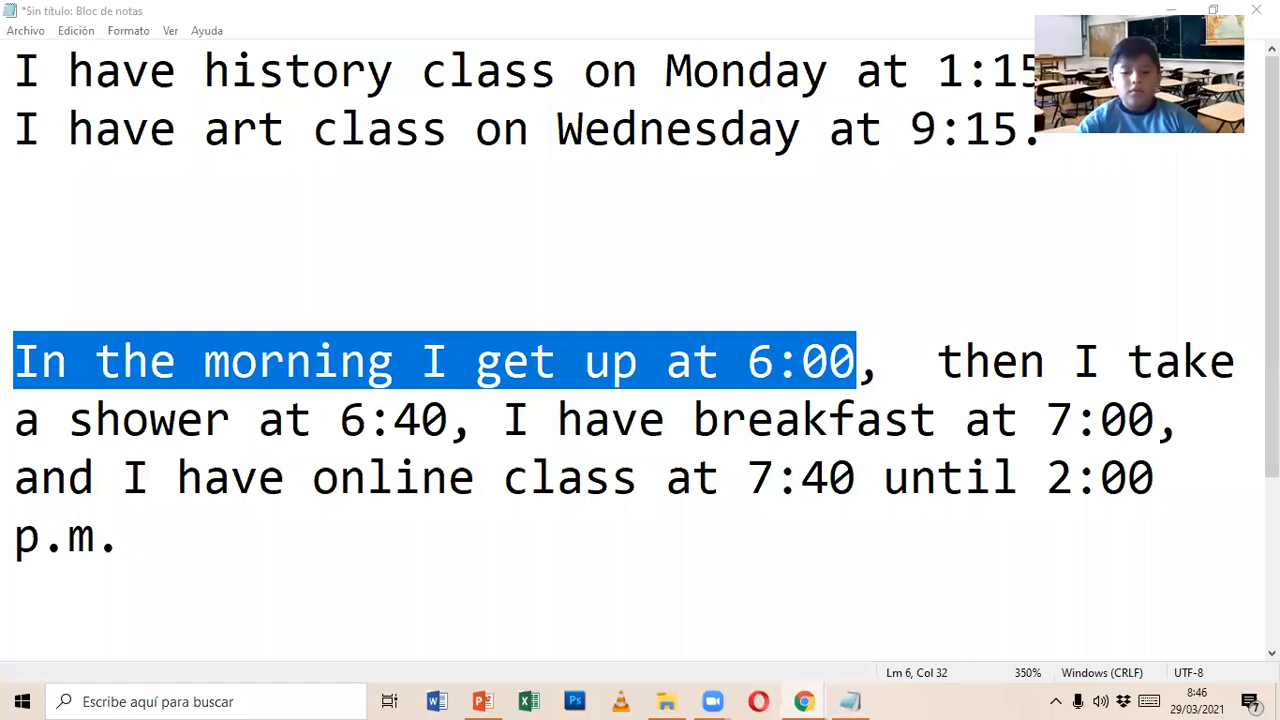 *Sin título: Bloc de notas
Archivo Edición Formato Ver Ayuda
I have history class on Monday at 1:15
I have art class on Wednesday at 9:15.
In the morning I get up at 6:00,  then I take
a shower at 6:40, I have breakfast at 7:00,
and I have online class at 7:40 until 2:00
p.m.
Lm 6, Col 32 350% Windows (CRLF) UTF-8
Escribe aquí para buscar
8:46
29/03/2021
7